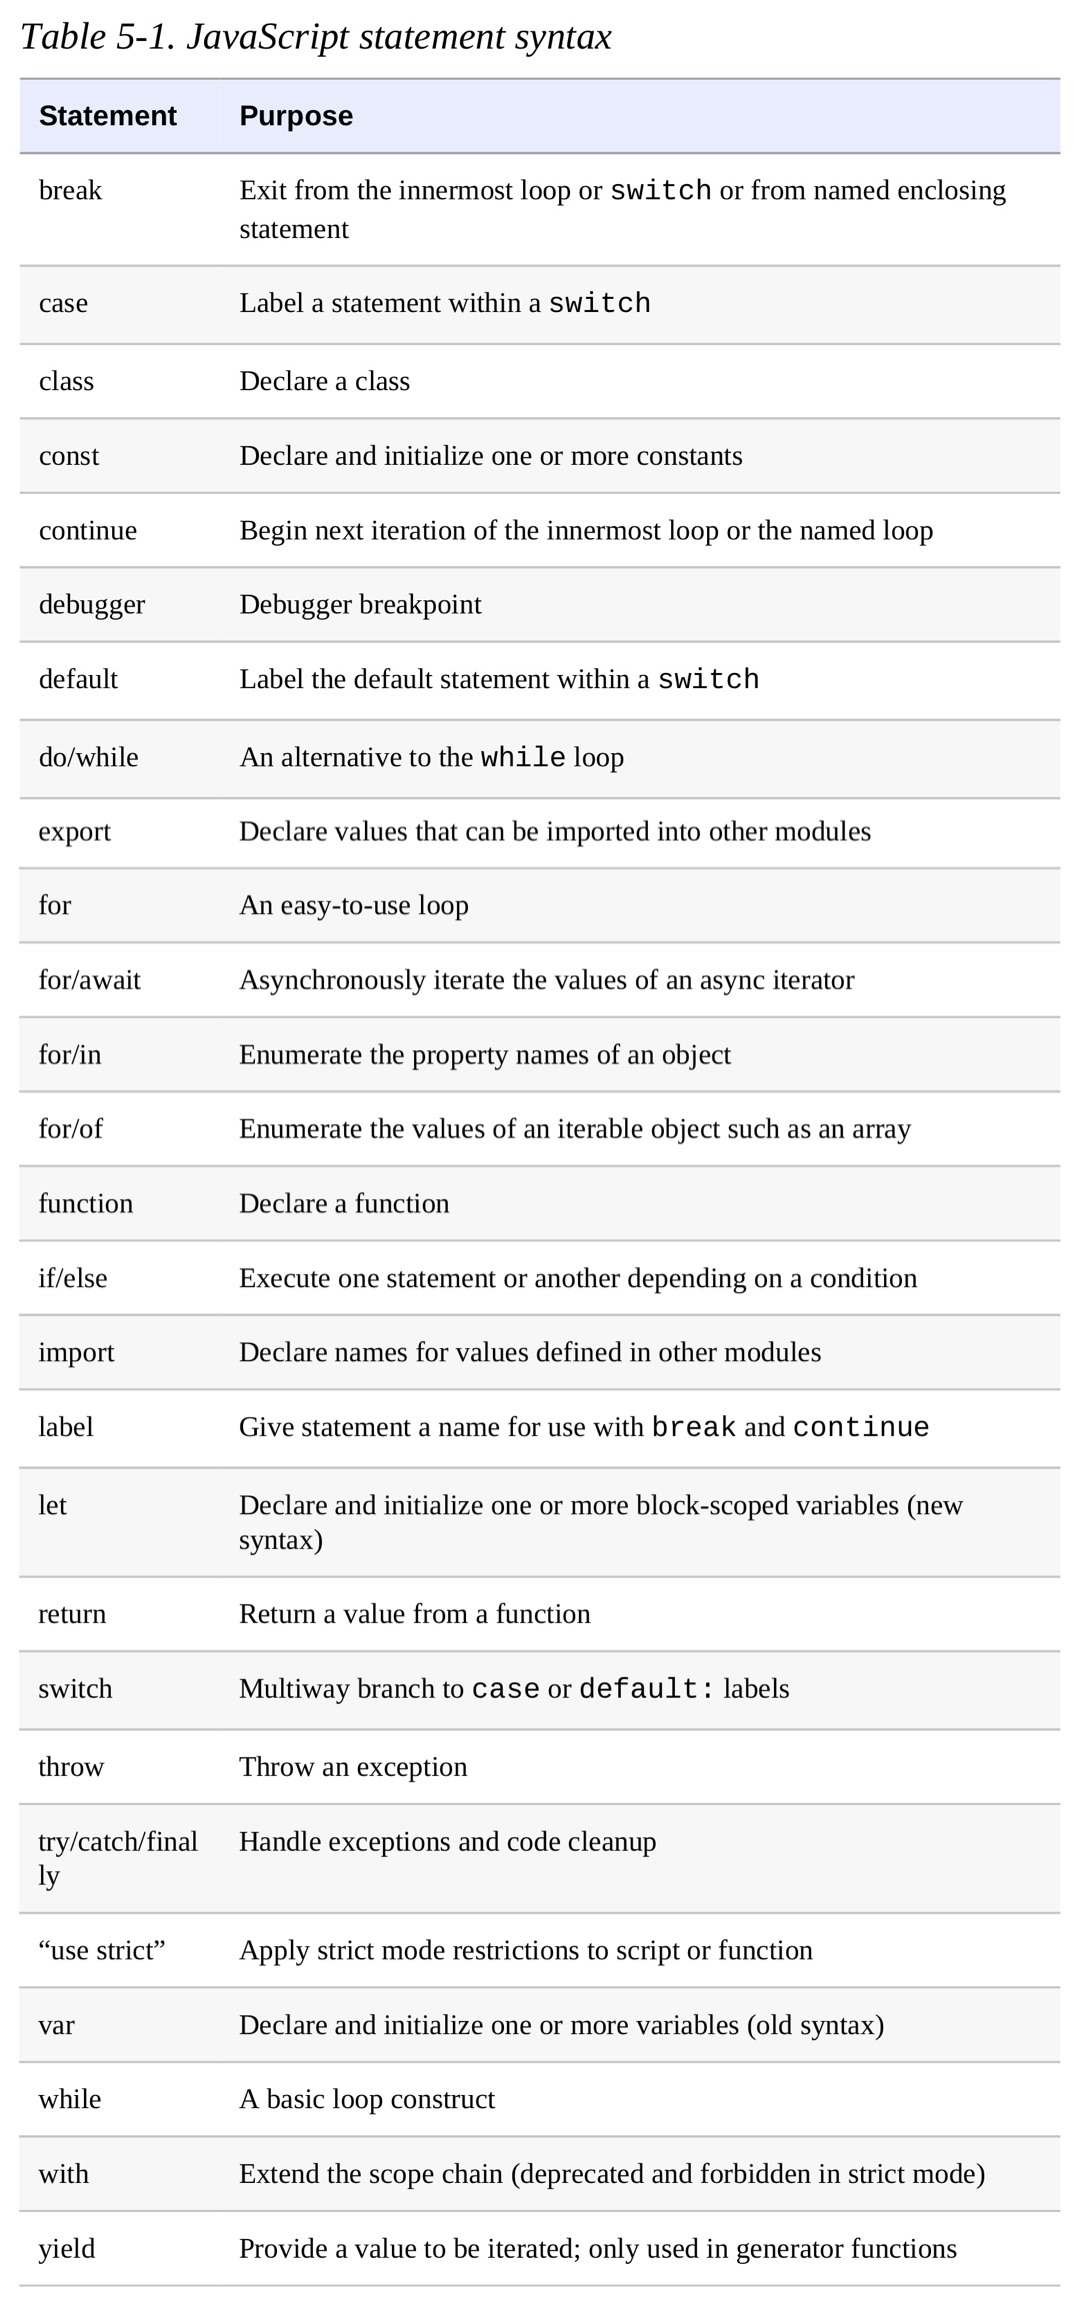 Table 5-1. JavaScript statement syntax
Statement Purpose
break Exit from the innermost loop or switch or from named enclosing
statement
case Label a statement within a switch
class Declare a class
const Declare and initialize one or more constants
continue Begin next iteration of the innermost loop or the named loop
debugger Debugger breakpoint
default Label the default statement within a switch
do/while An alternative to the while loop
export Declare values that can be imported into other modules
for An easy-to-use loop
for/await Asynchronously iterate the values of an async iterator
for/in Enumerate the property names of an object
for/of Enumerate the values of an iterable object such as an array
function Declare a function
if/else Execute one statement or another depending on a condition
import Declare names for values defined in other modules
label Give statement a name for use with break and continue
let Declare and initialize one or more block-scoped variables (new
syntax)
return Return a value from a function
switch Multiway branch to case or default: labels
throw Throw an exception
try/catch/final Handle exceptions and code cleanup
ly
“use strict” Apply strict mode restrictions to script or function
var Declare and initialize one or more variables (old syntax)
while A basic loop construct
with Extend the scope chain (deprecated and forbidden in strict mode)
yield Provide a value to be iterated; only used in generator functions